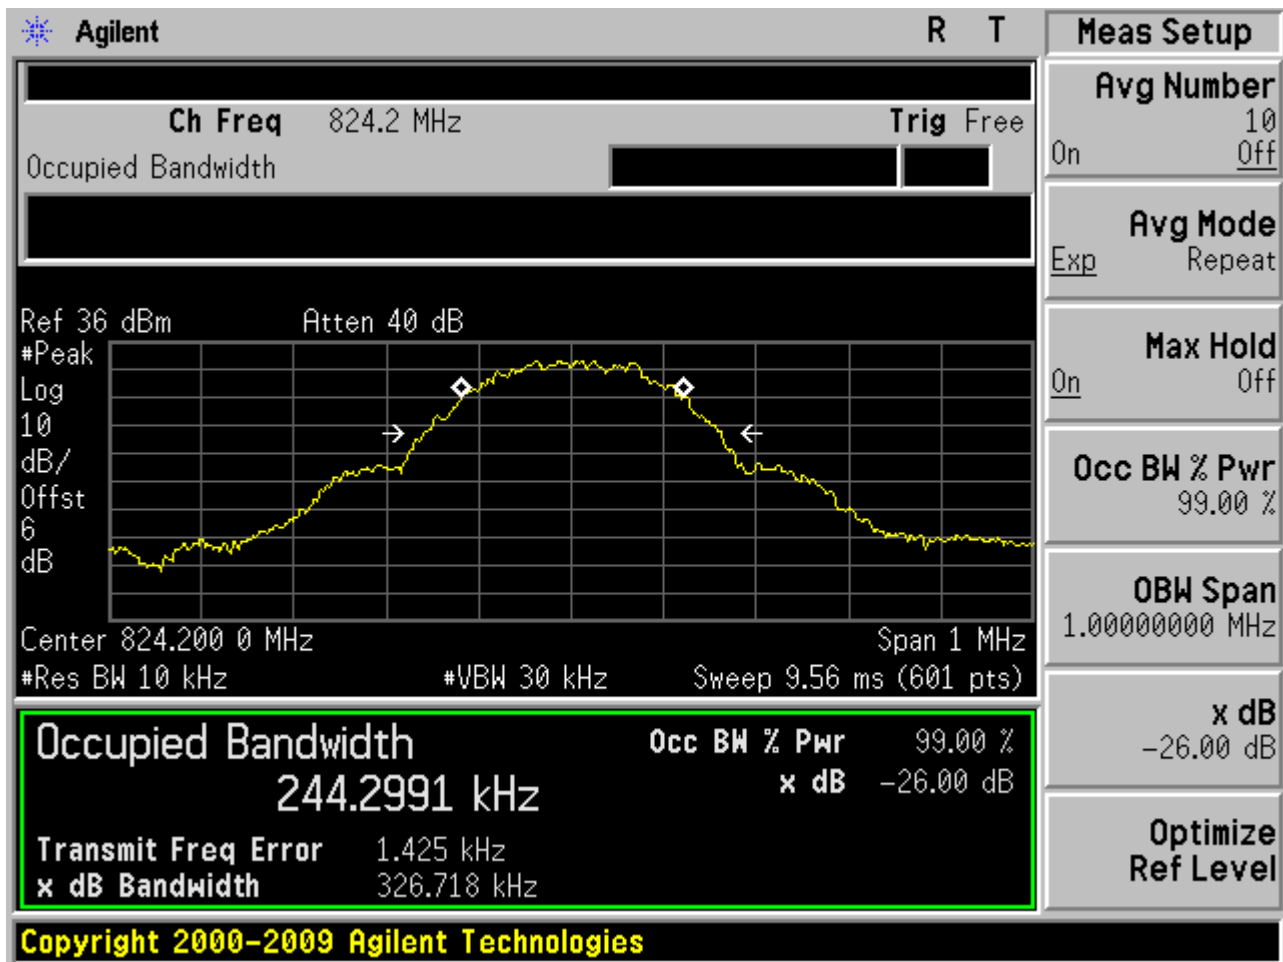 Agilent R T
Ch Freq 824.2 MHz Trig Free
Occupied Bandwidth
Ref 36 dBm Atten 40 dB
#Peak
Log
10
dB/
Offst
6
dB
Center 824.200 0 MHz Span 1 MHz
#Res BW 10 kHz #VBW 30 kHz Sweep 9.56 ms (601 pts)
Occupied Bandwidth Occ BW % Pwr 99.00 %
244.2991 kHz x dB -26.00 dB
Transmit Freq Error 1.425 kHz
x dB Bandwidth 326.718 kHz
Meas Setup
Avg Number
10
On Off
Avg Mode
Exp Repeat
Max Hold
On Off
Occ BW % Pwr
99.00 %
OBW Span
1.00000000 MHz
x dB
-26.00 dB
Optimize
Ref Level
Copyright 2000-2009 Agilent Technologies